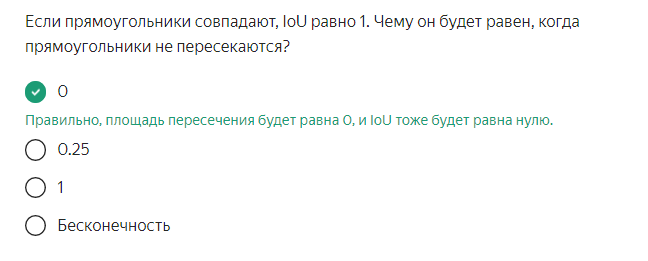 Если прямоугольники совпадают, IoU равно 1. Чему он будет равен, когда
прямоугольники не пересекаются?
0
Правильно, площадь пересечения будет равна 0, и IoU тоже будет равна нулю.
0.25
1
Бесконечность